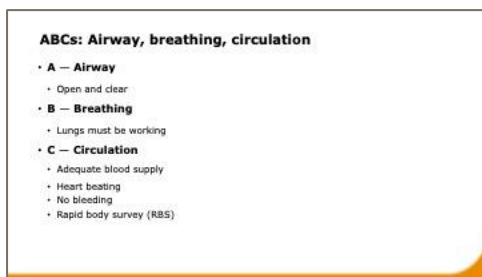 ABCs: Airway, breathing, circulation
• A — Airway
• Open and clear
• B — Breathing
• Lungs must be working
• C — Circulation
• Adequate blood supply
• Heart beating
• No bleeding
• Rapid body survey (RBS)